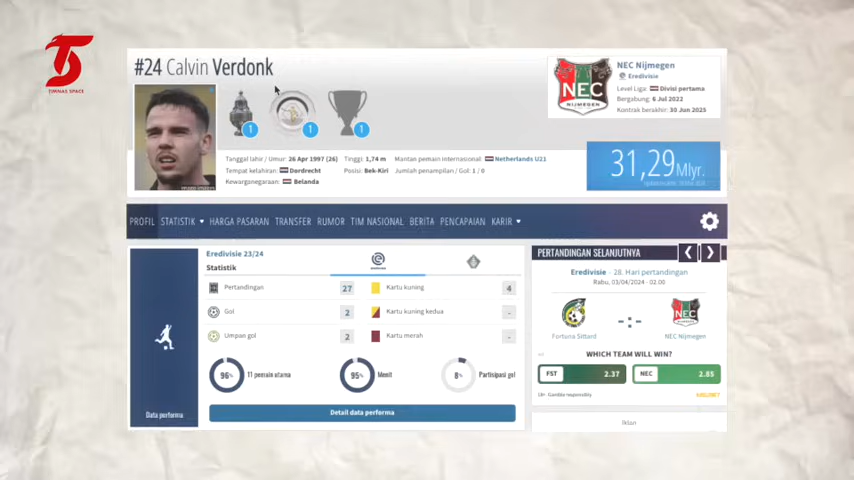 TIMNAS SPACE
#24 Calvin Verdonk
1
1
1
NEC Nijmegen
Eredivisie
Level Liga: Divisi pertama
Bergabung: 6 Jul 2022
Kontrak berakhir: 30 Jun 2025
NEC
NIJMEGEN
Tanggal lahir / Umur: 26 Apr 1997 (26)
Tempat kelahiran: Dordrecht
Kewarganegaraan: Belanda
Tinggi: 1,74 m
Posisi: Bek-Kiri
Mantan pemain internasional: Netherlands U21
Jumlah penampilan / Gol: 1 / 0
31,29 Mlyr.
PROFIL STATISTIK HARGA PASARAN TRANSFER RUMOR TIM NASIONAL BERITA PENCAPAIAN KARIR
Data performa
Eredivisie 23/24
Statistik
Pertandingan 27
Kartu kuning 4
Gol 2
Kartu kuning kedua -
Umpan gol 2
Kartu merah -
96% 11 pemain utama
95% Menit
8% Partisipasi gol
Detail data performa
PERTANDINGAN SELANJUTNYA
Eredivisie - 28. Hari pertandingan
Rabu, 03/04/2024 - 02.00
-:-
Fortuna Sittard
NEC Nijmegen
WHICH TEAM WILL WIN?
FST 2.37
NEC 2.85
Iklan